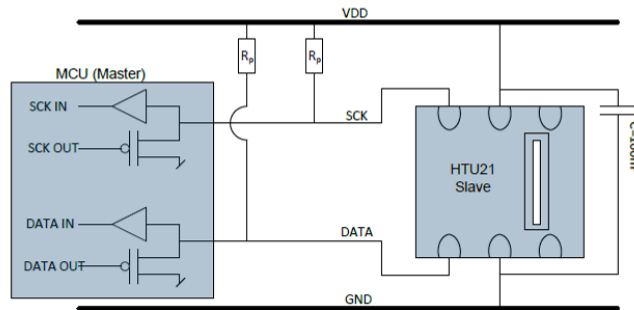 VDD
Rp
Rp
MCU (Master)
SCK IN
SCK
SCK OUT
HTU21
Slave
DATA IN
DATA
DATA OUT
GND